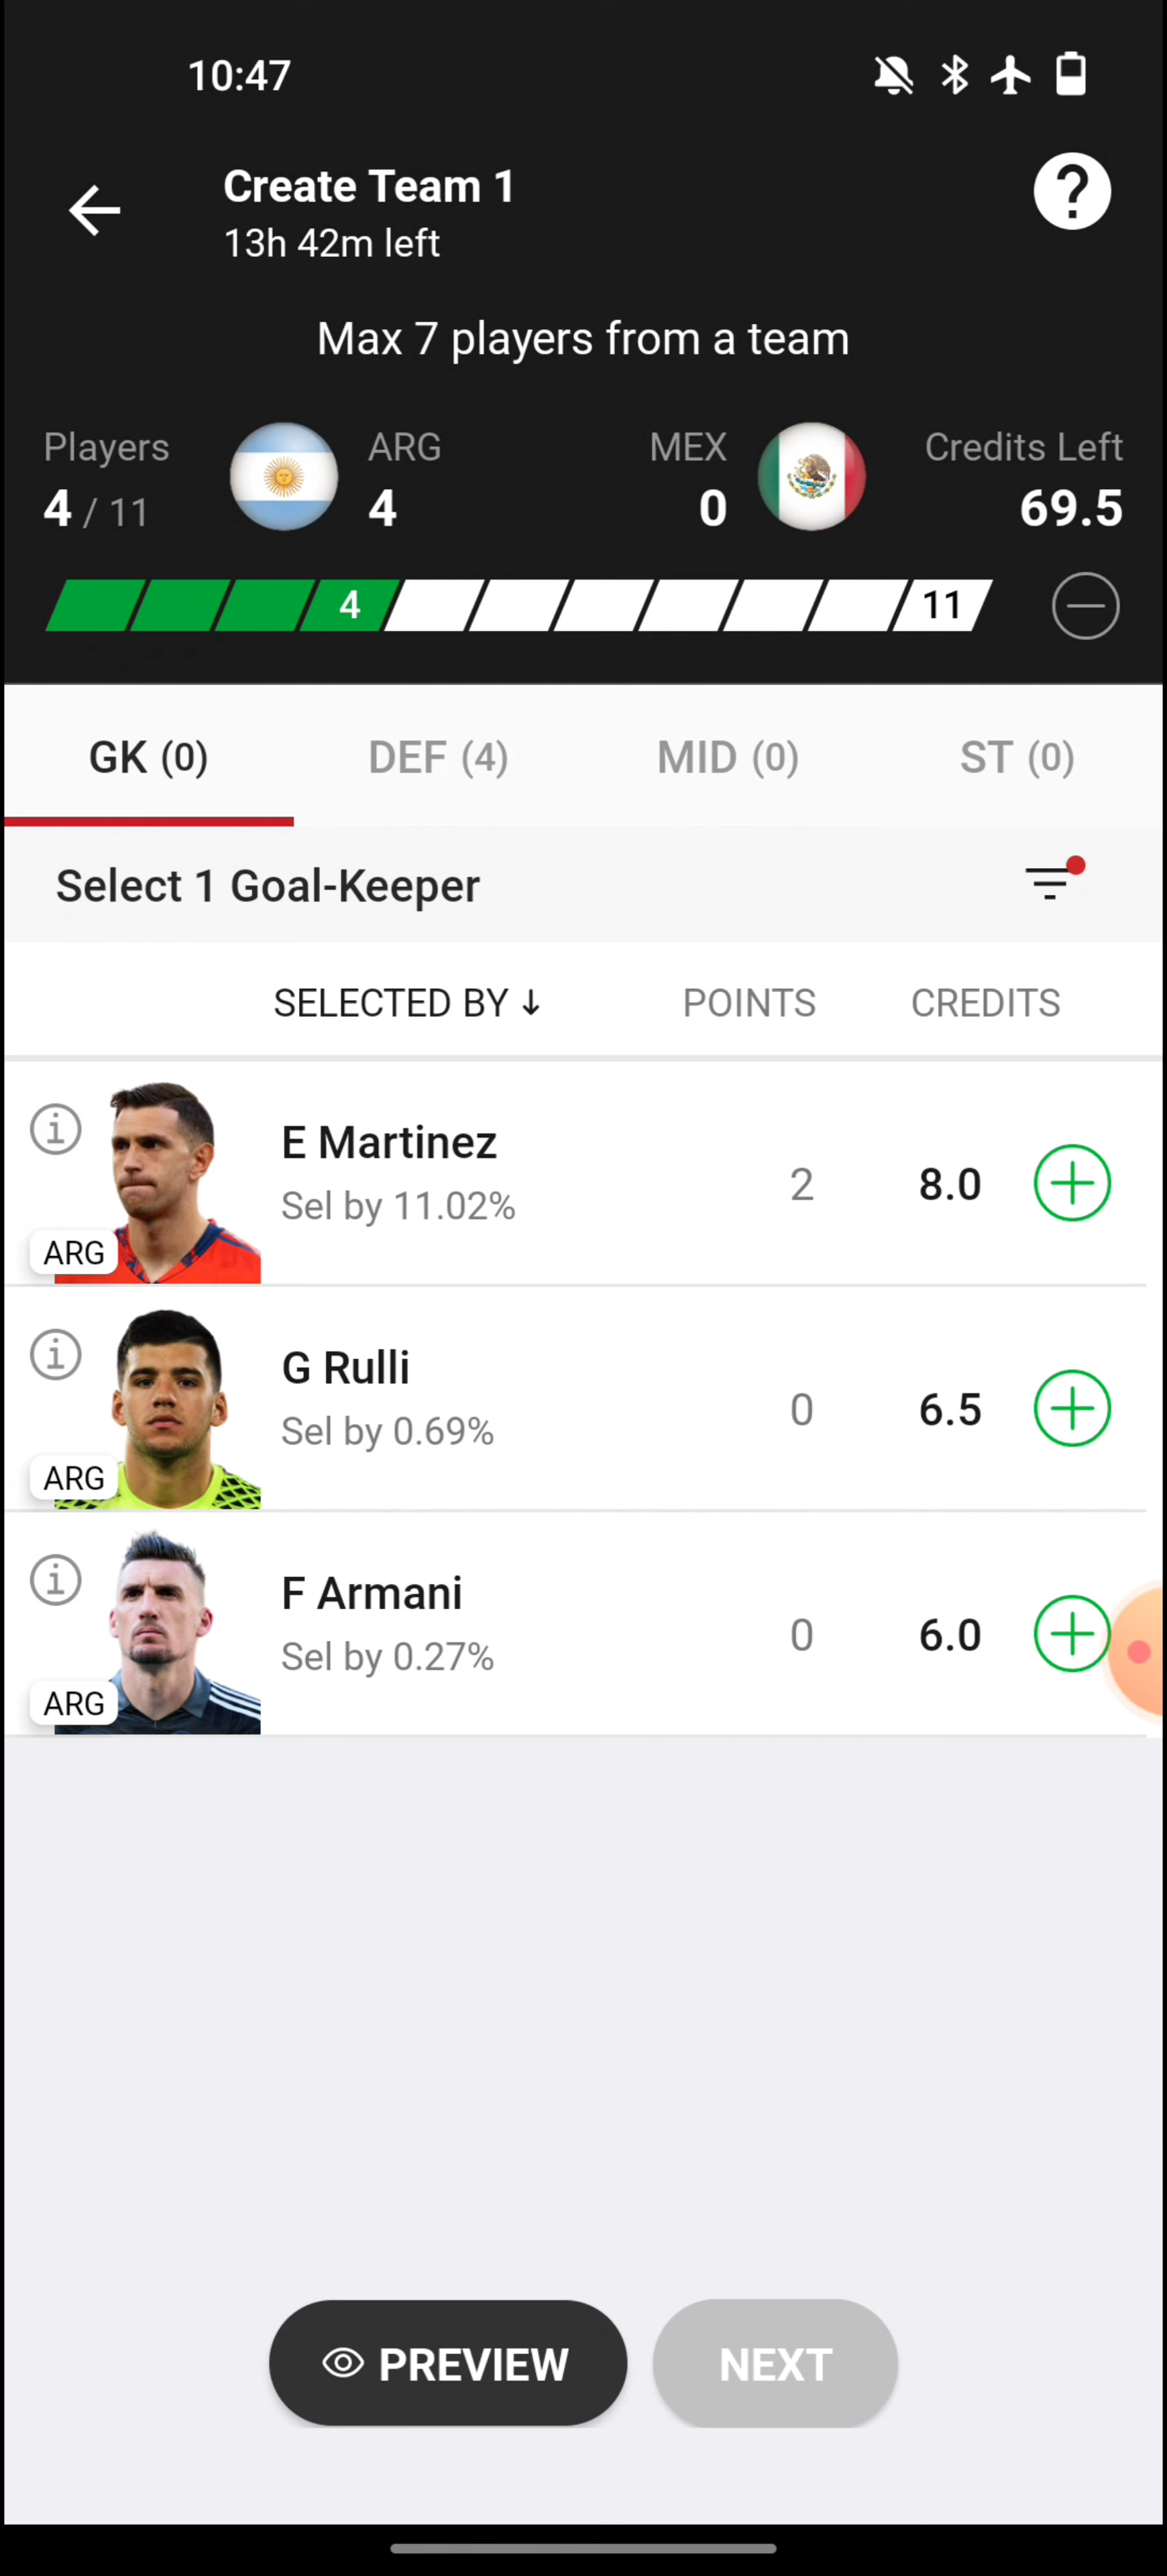 10:47
Create Team 1
13h 42m left
Max 7 players from a team
Players ARG MEX Credits Left
4 / 11 4 0 69.5
4 11
GK (0) DEF (4) MID (0) ST (0)
Select 1 Goal-Keeper
SELECTED BY ↓ POINTS CREDITS
E Martinez
Sel by 11.02% 2 8.0
ARG
G Rulli
Sel by 0.69% 0 6.5
ARG
F Armani
Sel by 0.27% 0 6.0
ARG
PREVIEW NEXT